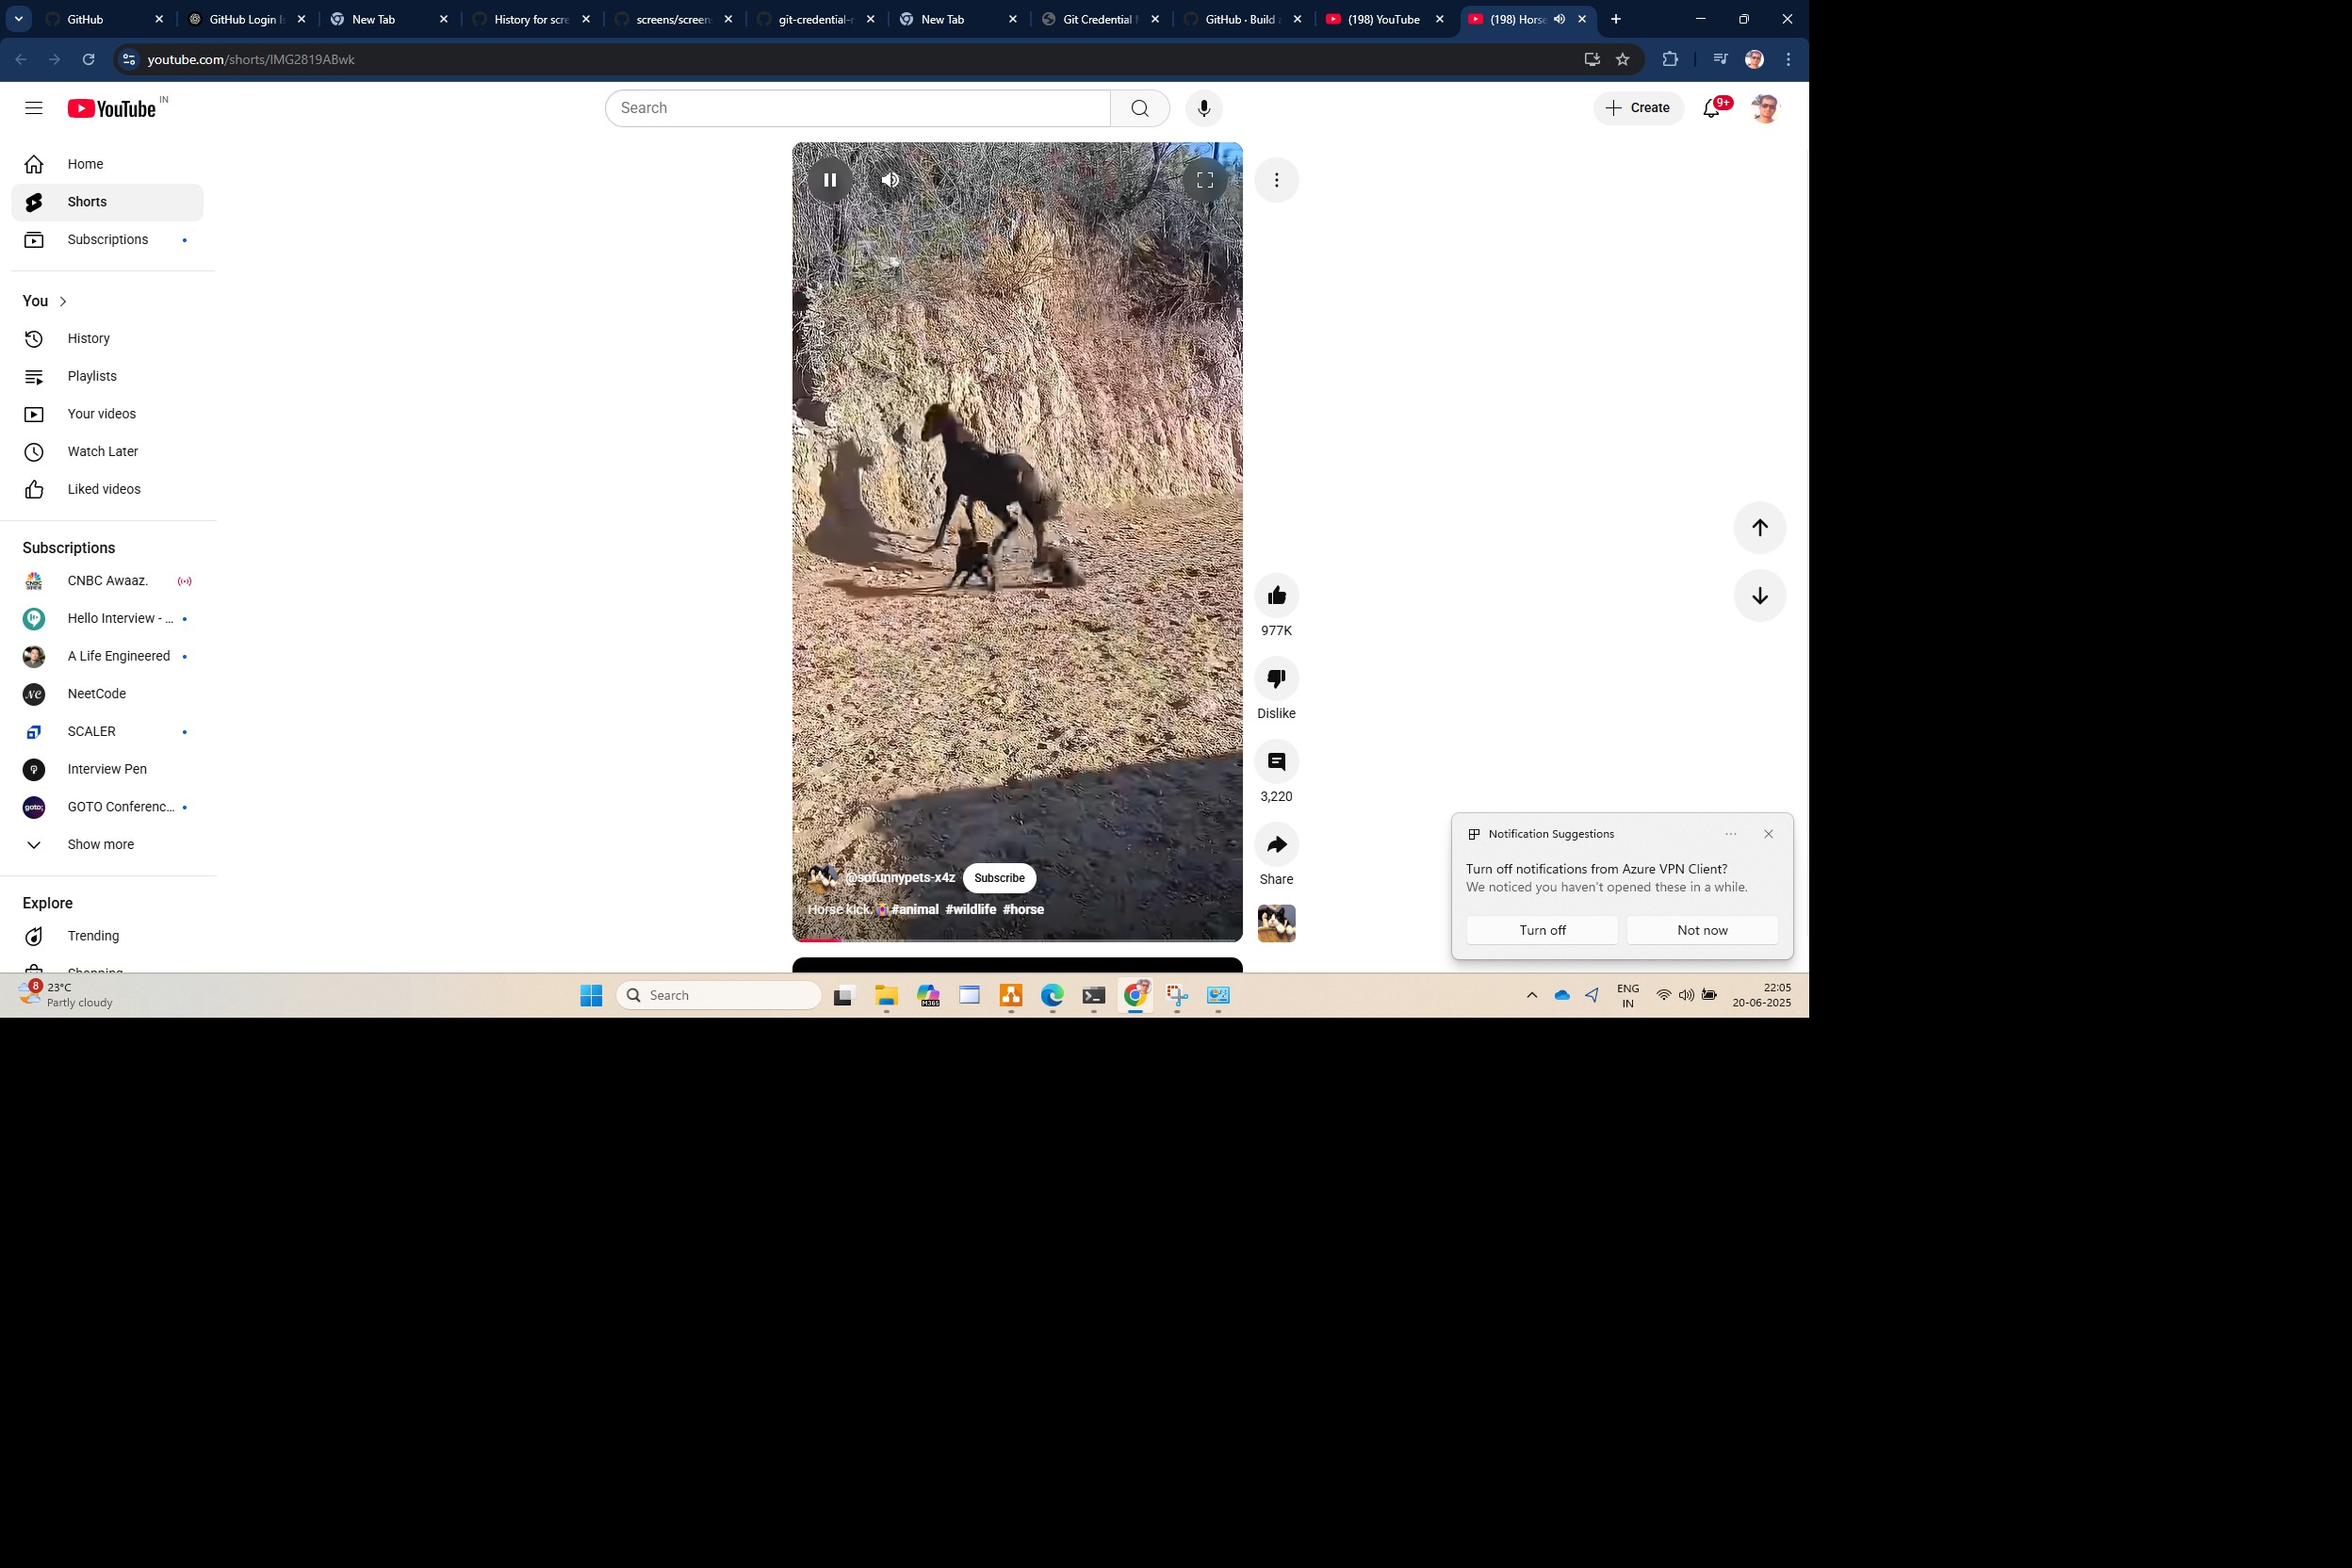 GitHub
GitHub Login
New Tab
History for scre
screens/screen
git-credential-
New Tab
Git Credential
GitHub · Build
(198) YouTube
(198) Horse
youtube.com/shorts/IMG2819ABwk
YouTube IN
Search
Create
9+
Home
Shorts
Subscriptions
You
History
Playlists
Your videos
Watch Later
Liked videos
Subscriptions
CNBC Awaaz.
Hello Interview - ...
A Life Engineered
NeetCode
SCALER
Interview Pen
GOTO Conferenc...
Show more
Explore
Trending
Shopping
977K
Dislike
3,220
Share
@sofunnypets-x4z
Subscribe
Horse kick. #animal #wildlife #horse
Notification Suggestions
Turn off notifications from Azure VPN Client?
We noticed you haven't opened these in a while.
Turn off
Not now
8
23°C
Partly cloudy
Search
M365
ENG
IN
22:05
20-06-2025